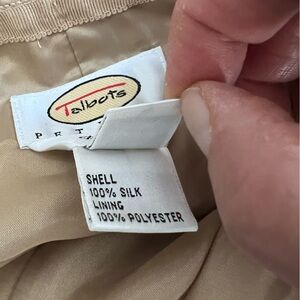 Talbots
SHELL
100% SILK
LINING
100% POLYESTER